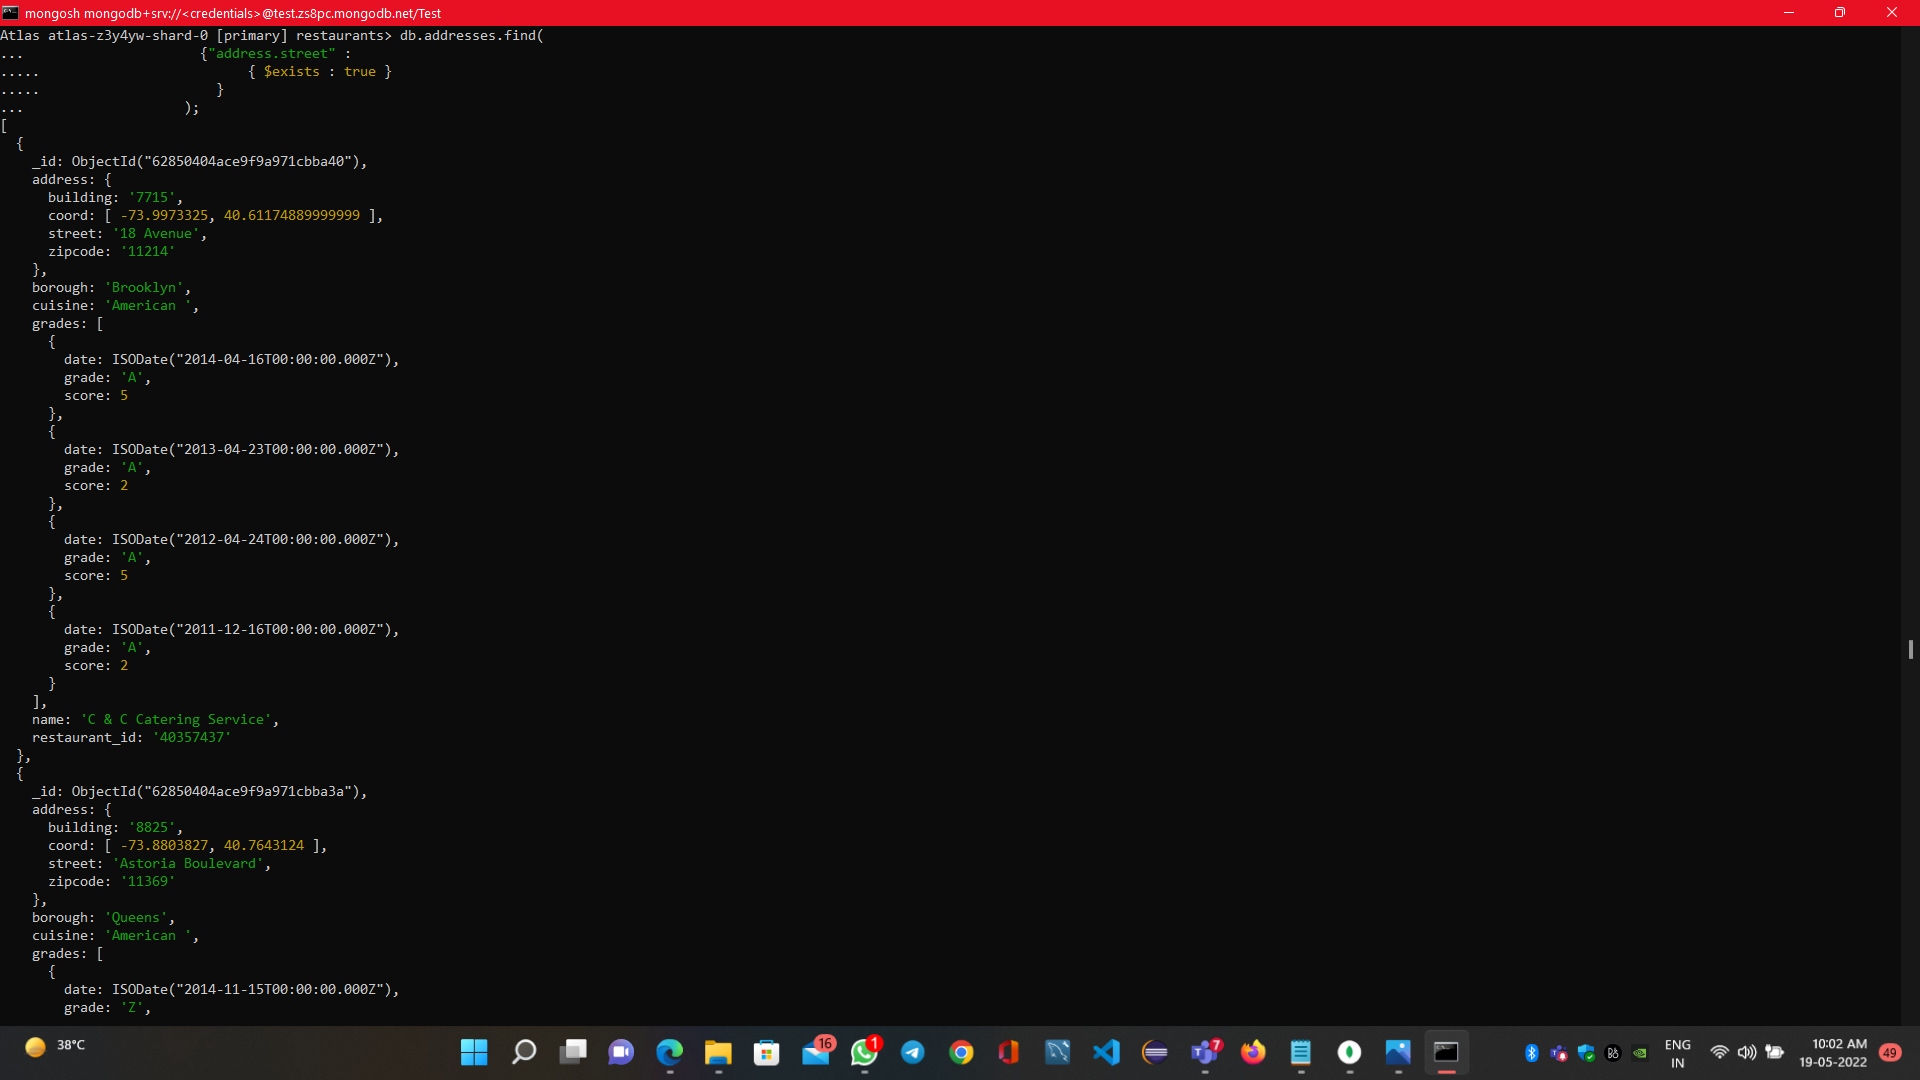 mongosh mongodb+srv://<credentials>@test.zs8pc.mongodb.net/Test
Atlas atlas-z3y4yw-shard-0 [primary] restaurants> db.addresses.find(
... {"address.street" :
..... { $exists : true }
..... }
... );
[
{
_id: ObjectId("62850404ace9f9a971cbba40"),
address: {
building: '7715',
coord: [ -73.9973325, 40.61174889999999 ],
street: '18 Avenue',
zipcode: '11214'
},
borough: 'Brooklyn',
cuisine: 'American ',
grades: [
{
date: ISODate("2014-04-16T00:00:00.000Z"),
grade: 'A',
score: 5
},
{
date: ISODate("2013-04-23T00:00:00.000Z"),
grade: 'A',
score: 2
},
{
date: ISODate("2012-04-24T00:00:00.000Z"),
grade: 'A',
score: 5
},
{
date: ISODate("2011-12-16T00:00:00.000Z"),
grade: 'A',
score: 2
}
],
name: 'C & C Catering Service',
restaurant_id: '40357437'
},
{
_id: ObjectId("62850404ace9f9a971cbba3a"),
address: {
building: '8825',
coord: [ -73.8803827, 40.7643124 ],
street: 'Astoria Boulevard',
zipcode: '11369'
},
borough: 'Queens',
cuisine: 'American ',
grades: [
{
date: ISODate("2014-11-15T00:00:00.000Z"),
grade: 'Z',
38°C
16
1
7
ENG
IN
10:02 AM
19-05-2022
49